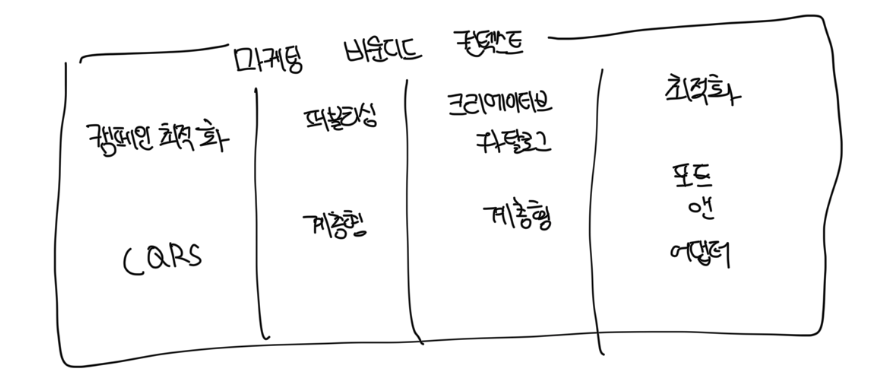 마케팅 바운디드 컨텍스트
캠페인 최적화
퍼블리싱
크리에이티브
카탈로그
최적화
계층형
계층형
포트
앤
어댑터
CQRS